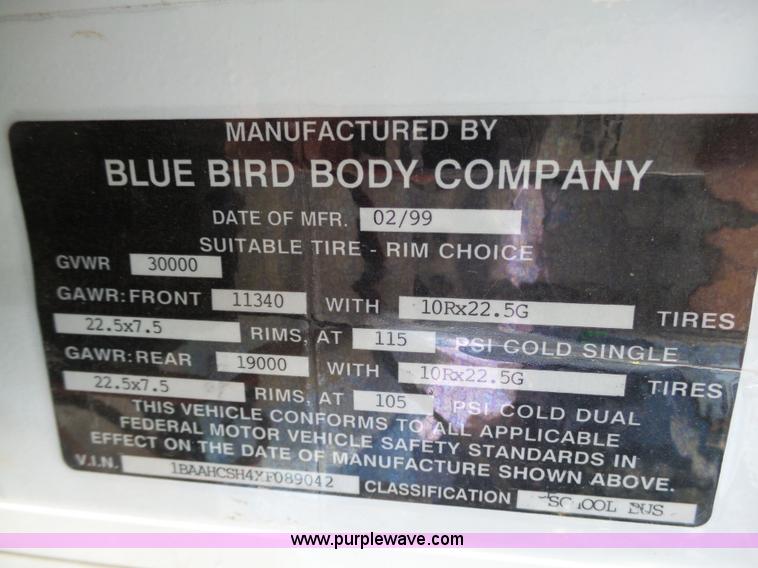 MANUFACTURED BY
BLUE BIRD BODY COMPANY
DATE OF MFR. 02/99
SUITABLE TIRE - RIM CHOICE
GVWR 30000
GAWR: FRONT 11340 WITH 10Rx22.5G TIRES
22.5x7.5 RIMS, AT 115 PSI COLD SINGLE
GAWR: REAR 19000 WITH 10Rx22.5G TIRES
22.5x7.5 RIMS, AT 105 PSI COLD DUAL
THIS VEHICLE CONFORMS TO ALL APPLICABLE
FEDERAL MOTOR VEHICLE SAFETY STANDARDS IN
EFFECT ON THE DATE OF MANUFACTURE SHOWN ABOVE.
V.I.N. 1BAAHCSH4XF089042 CLASSIFICATION SCHOOL BUS
www.purplewave.com